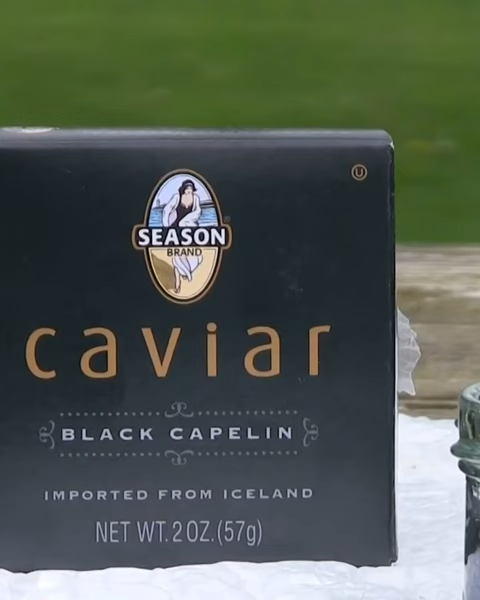 U
SEASON
BRAND
caviar
BLACK CAPELIN
IMPORTED FROM ICELAND
NET WT. 2 OZ. (57g)